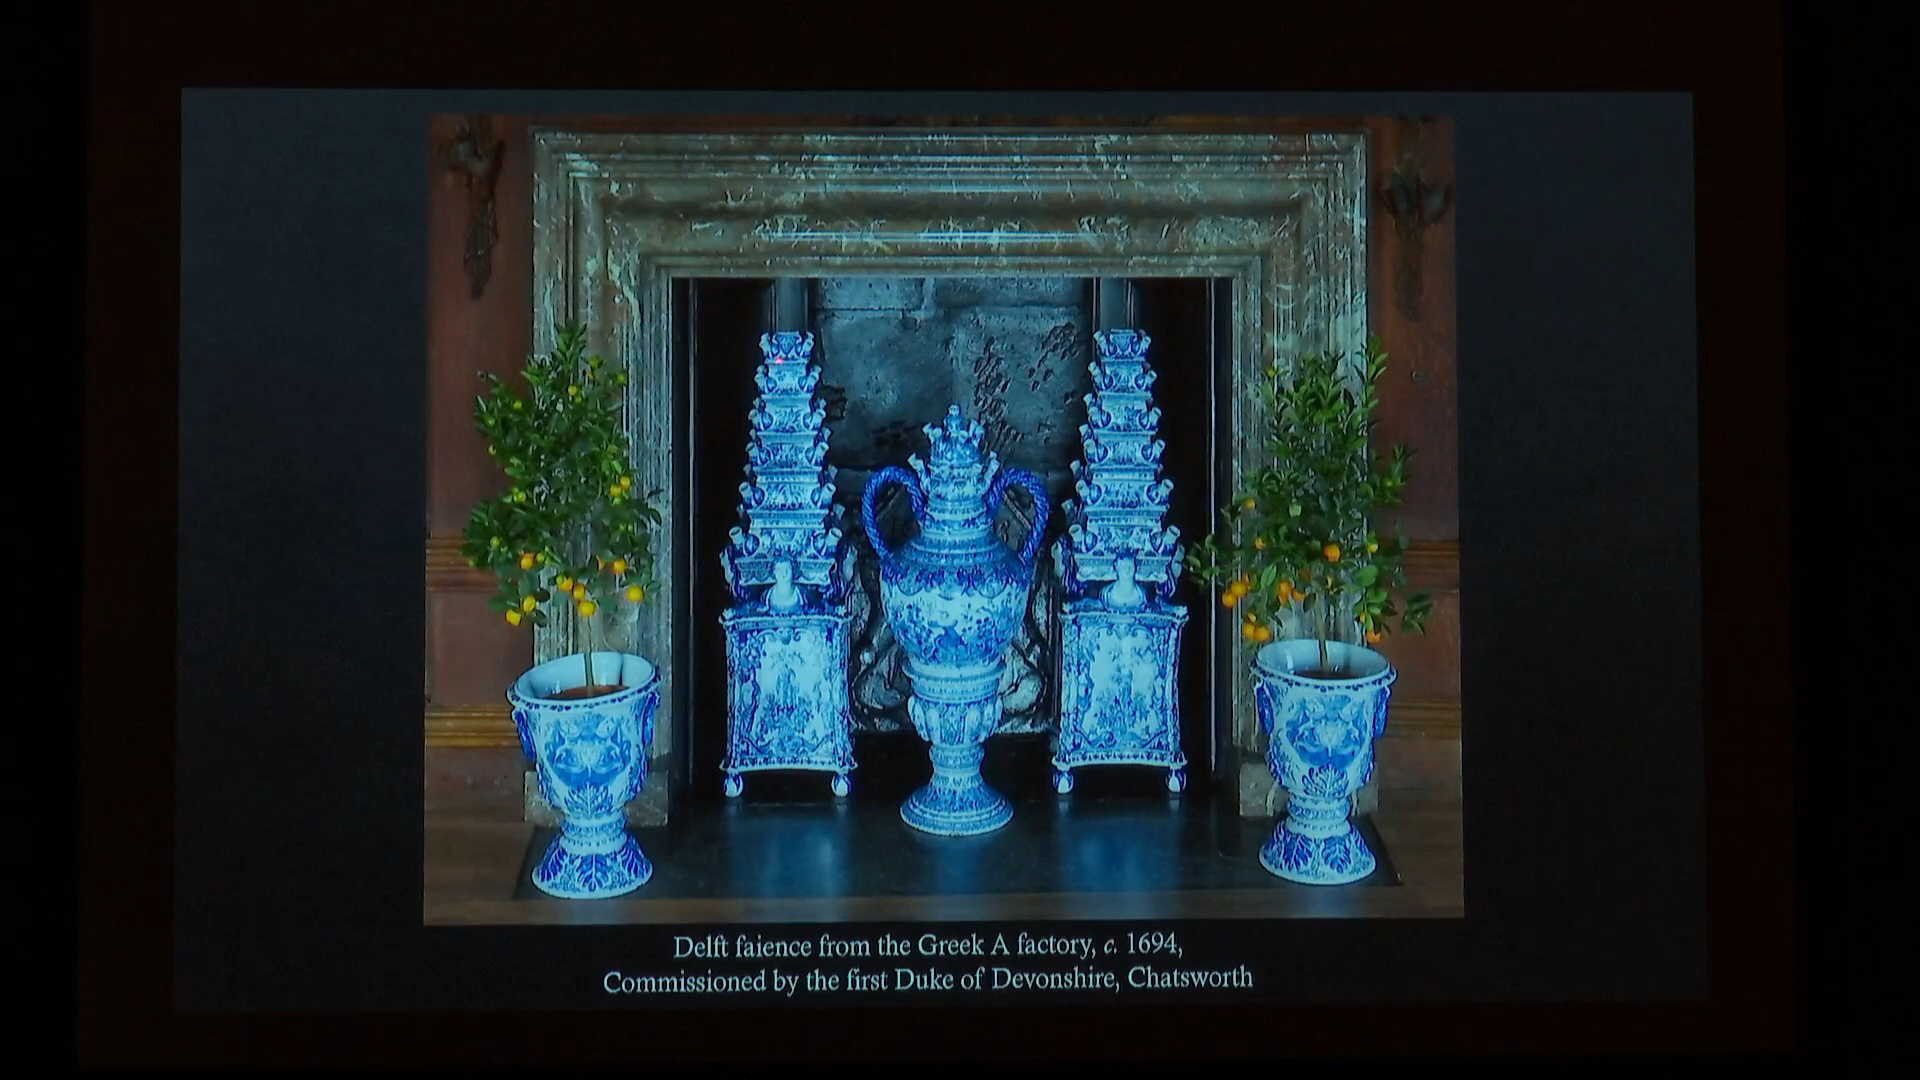 Delft faience from the Greek A factory, c. 1694,
Commissioned by the first Duke of Devonshire, Chatsworth